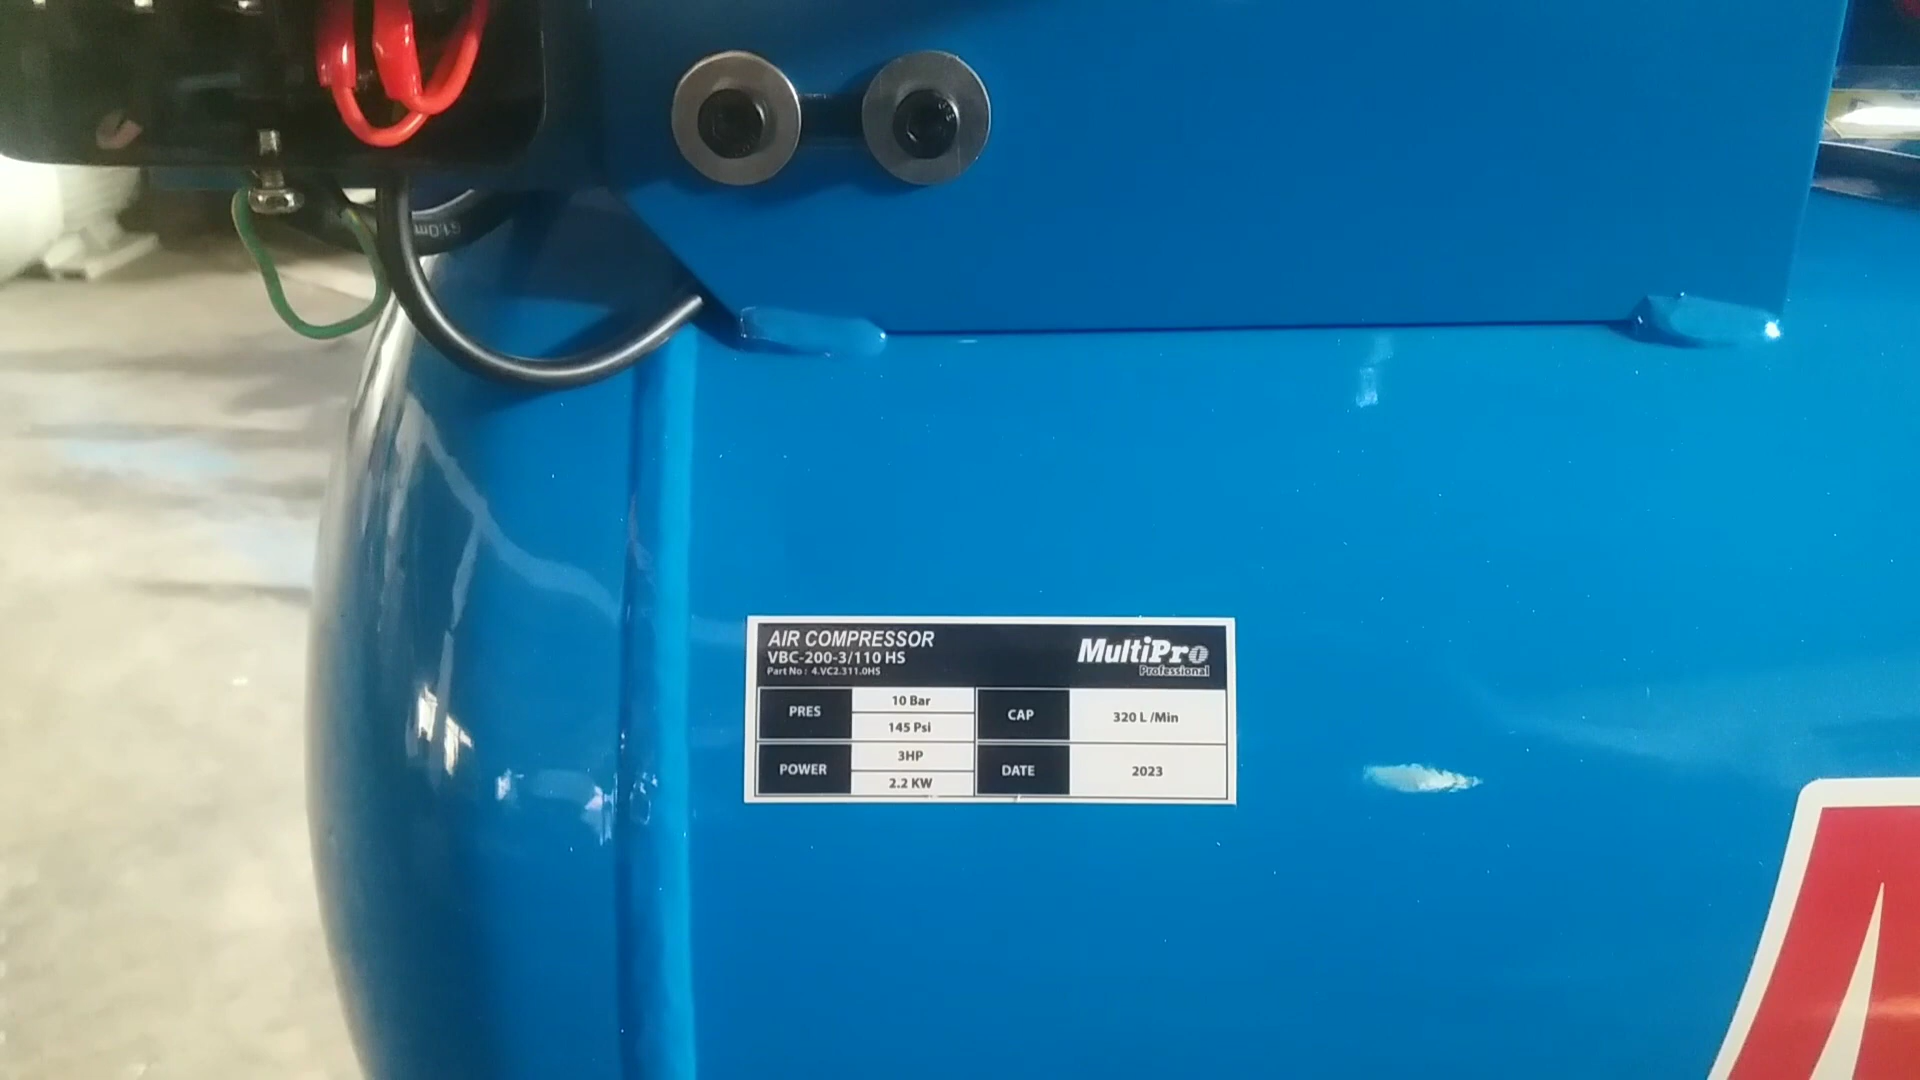 AIR COMPRESSOR
VBC-200-3/110 HS
Part No : 4.VC2.311.0HS
MultiPro
Professional
PRES
10 Bar
145 Psi
CAP
320 L /Min
POWER
3HP
2.2 KW
DATE
2023